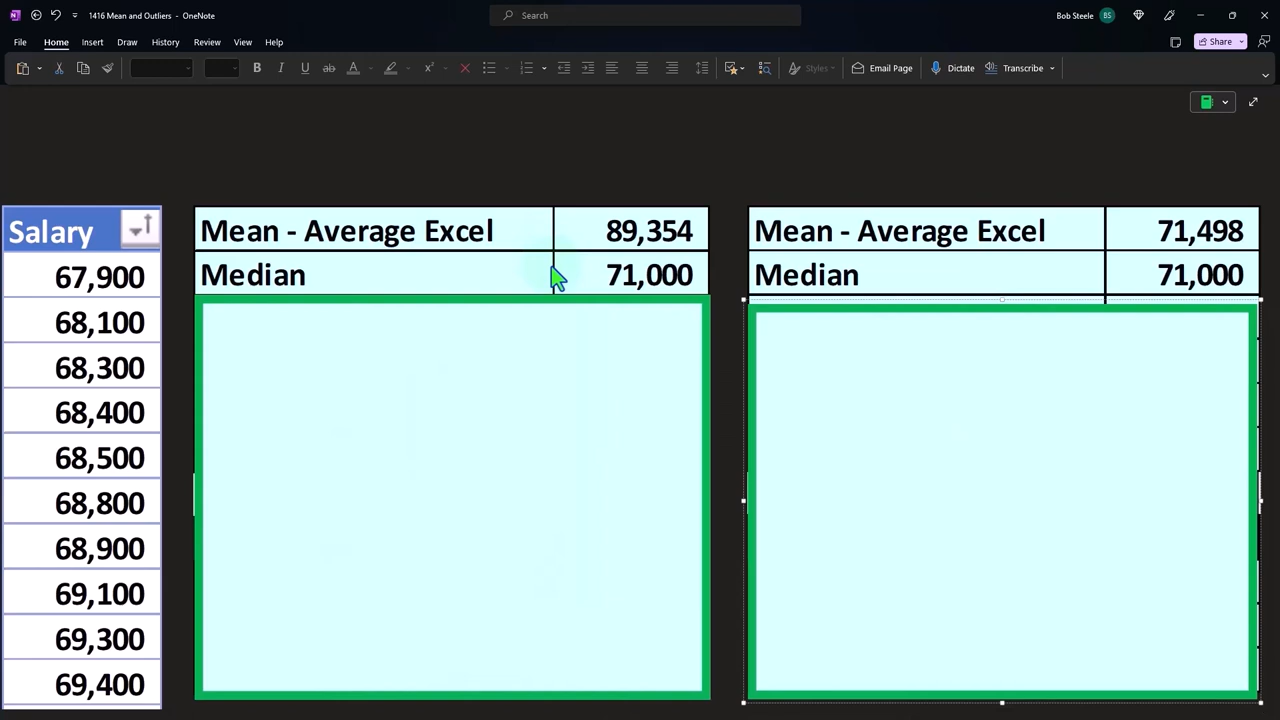 1416 Mean and Outliers - OneNote
Search
Bob Steele
BS
File
Home
Insert
Draw
History
Review
View
Help
Share
B
I
U
ab
A
x
Styles
Email Page
Dictate
Transcribe
Salary
67,900
68,100
68,300
68,400
68,500
68,800
68,900
69,100
69,300
69,400
Mean - Average Excel 89,354
Median 71,000
Mean - Average Excel 71,498
Median 71,000